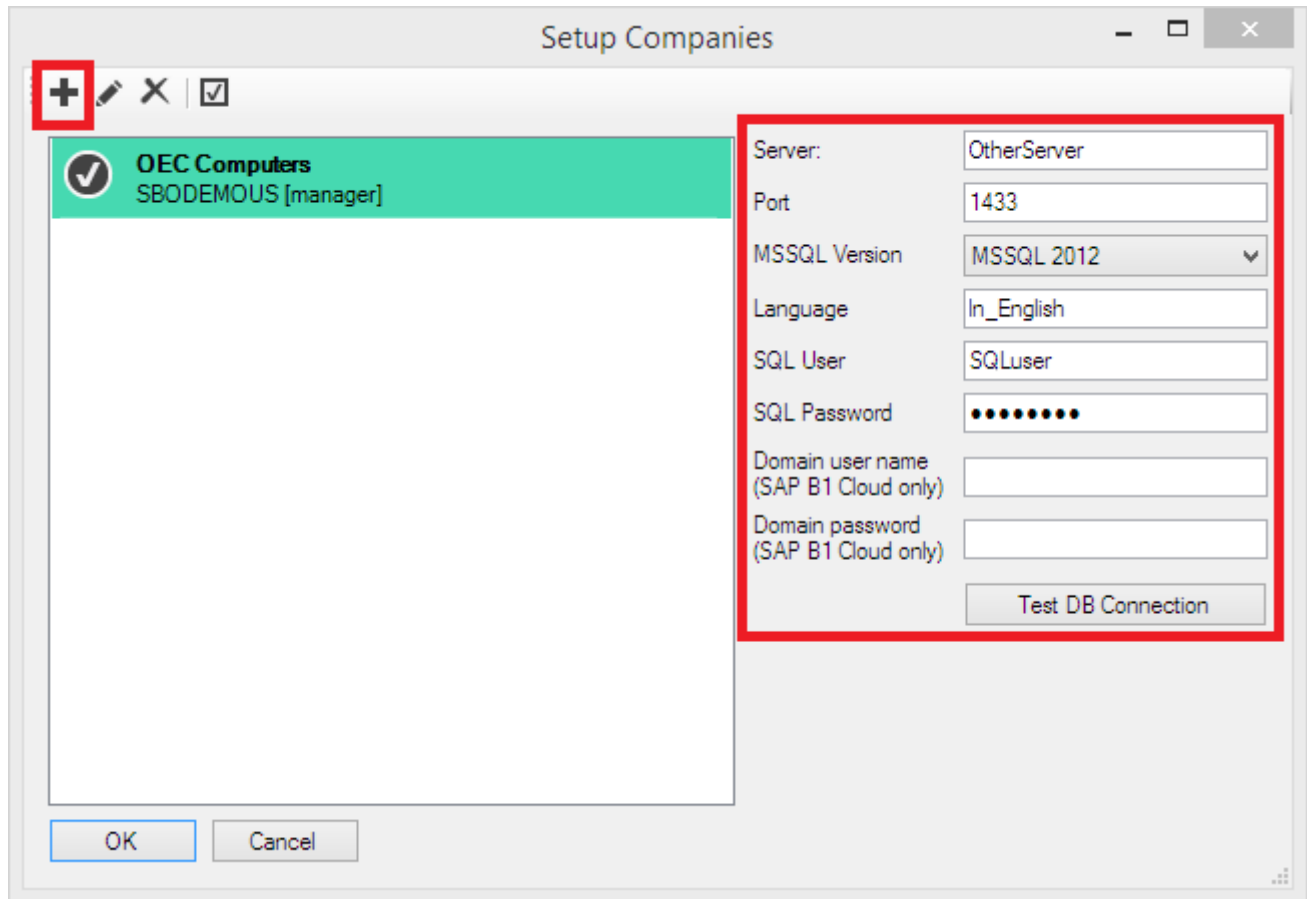 Setup Companies
OEC Computers
SBODEMOUS [manager]
Server:
OtherServer
Port
1433
MSSQL Version
MSSQL 2012
Language
ln_English
SQL User
SQLuser
SQL Password
••••••••
Domain user name
(SAP B1 Cloud only)
Domain password
(SAP B1 Cloud only)
Test DB Connection
OK
Cancel